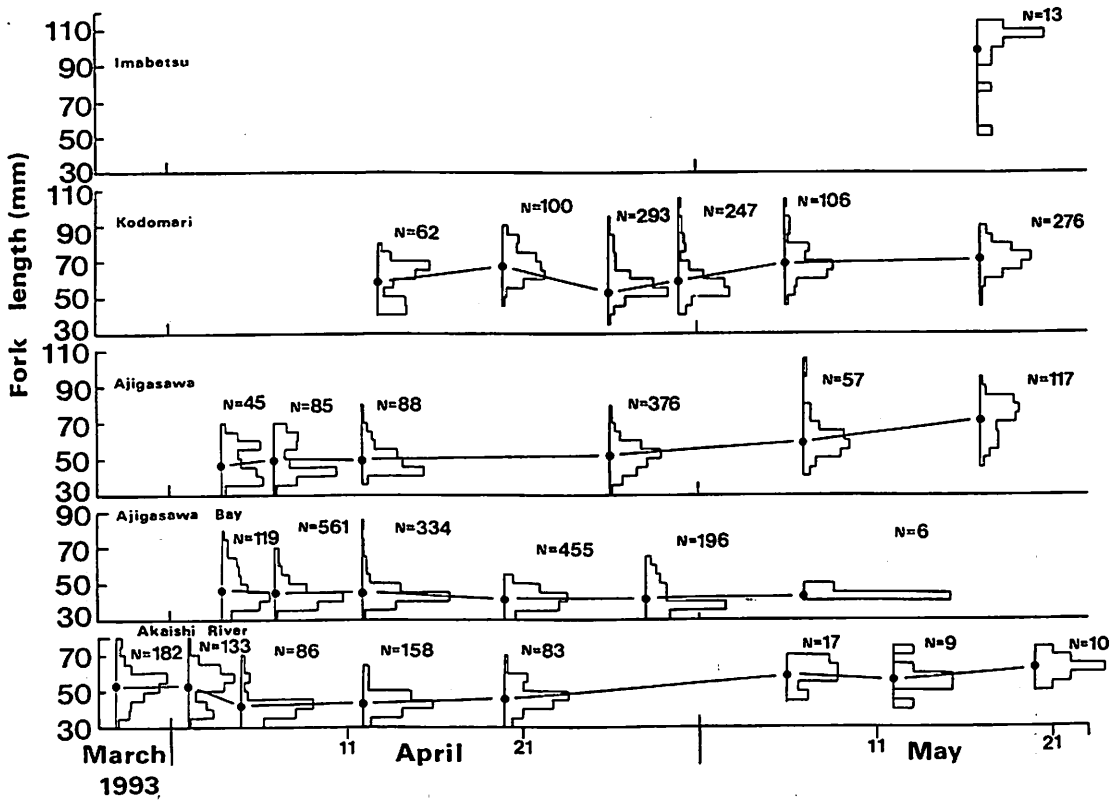 Fork length (mm)
110
90
70
50
30
Imabetsu
N=13
110
90
70
50
30
Kodomari
N=62
N=100
N=293
N=247
N=106
N=276
110
90
70
50
30
Ajigasawa
N=45
N=85
N=88
N=376
N=57
N=117
90
70
50
30
Ajigasawa Bay
N=119
N=561
N=334
N=455
N=196
N=6
70
50
30
Akaishi River
N=182
N=133
N=86
N=158
N=83
N=17
N=9
N=10
March 11 April 21 11 May 21
1993